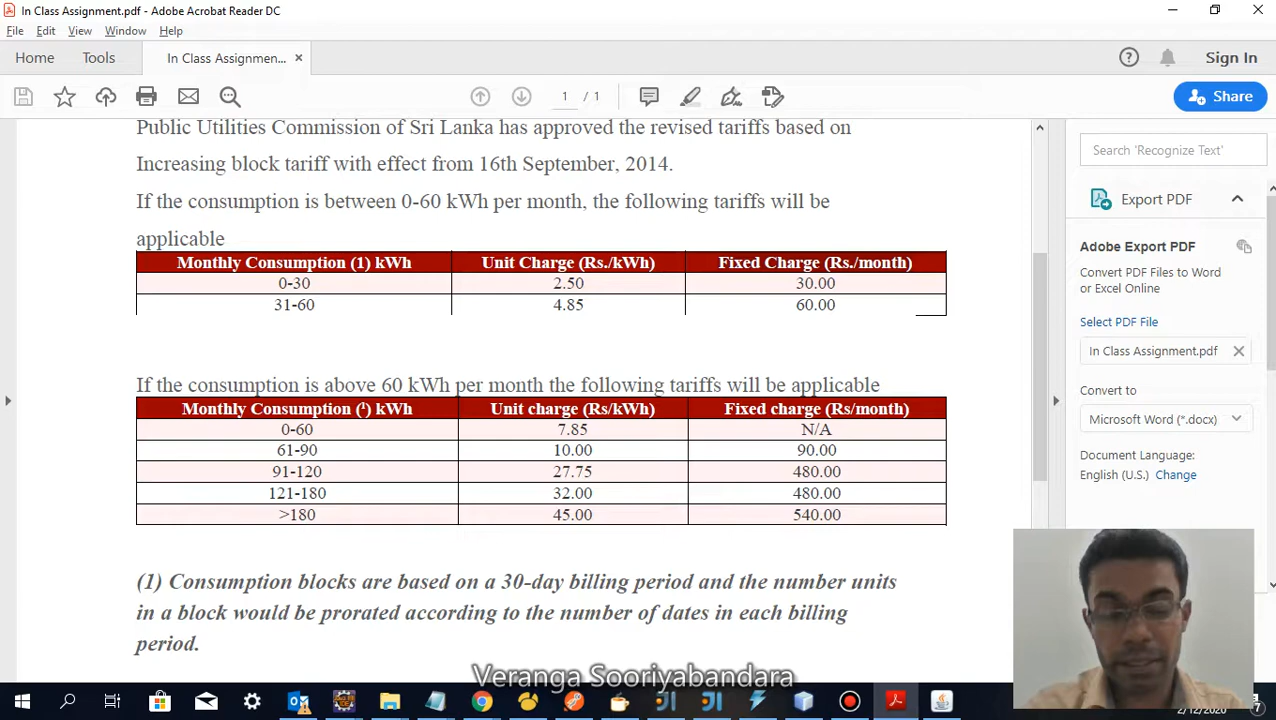 In Class Assignment.pdf - Adobe Acrobat Reader DC
File Edit View Window Help
Home Tools In Class Assignmen... × Sign In
1 / 1 Share
Public Utilities Commission of Sri Lanka has approved the revised tariffs based on
Increasing block tariff with effect from 16th September, 2014.
If the consumption is between 0-60 kWh per month, the following tariffs will be
applicable
Monthly Consumption (1) kWh Unit Charge (Rs./kWh) Fixed Charge (Rs./month)
0-30 2.50 30.00
31-60 4.85 60.00
If the consumption is above 60 kWh per month the following tariffs will be applicable
Monthly Consumption (¹) kWh Unit charge (Rs/kWh) Fixed charge (Rs/month)
0-60 7.85 N/A
61-90 10.00 90.00
91-120 27.75 480.00
121-180 32.00 480.00
>180 45.00 540.00
(1) Consumption blocks are based on a 30-day billing period and the number units
in a block would be prorated according to the number of dates in each billing
period.
Search 'Recognize Text'
Export PDF
Adobe Export PDF
Convert PDF Files to Word
or Excel Online
Select PDF File
In Class Assignment.pdf
Convert to
Microsoft Word (*.docx)
Document Language:
English (U.S.) Change
Veranga Sooriyabandara
2/12/2020